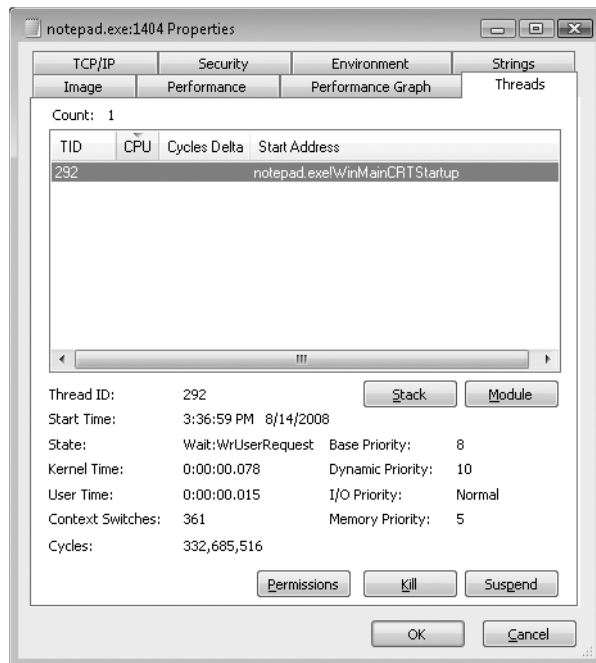 notepad.exe:1404 Properties
TCP/IP Security Environment Strings
Image Performance Performance Graph Threads
Count: 1
TID CPU Cycles Delta Start Address
292 notepad.exe!WinMainCRTStartup
Thread ID: 292 Stack Module
Start Time: 3:36:59 PM 8/14/2008
State: Wait:WrUserRequest Base Priority: 8
Kernel Time: 0:00:00.078 Dynamic Priority: 10
User Time: 0:00:00.015 I/O Priority: Normal
Context Switches: 361 Memory Priority: 5
Cycles: 332,685,516
Permissions Kill Suspend
OK Cancel